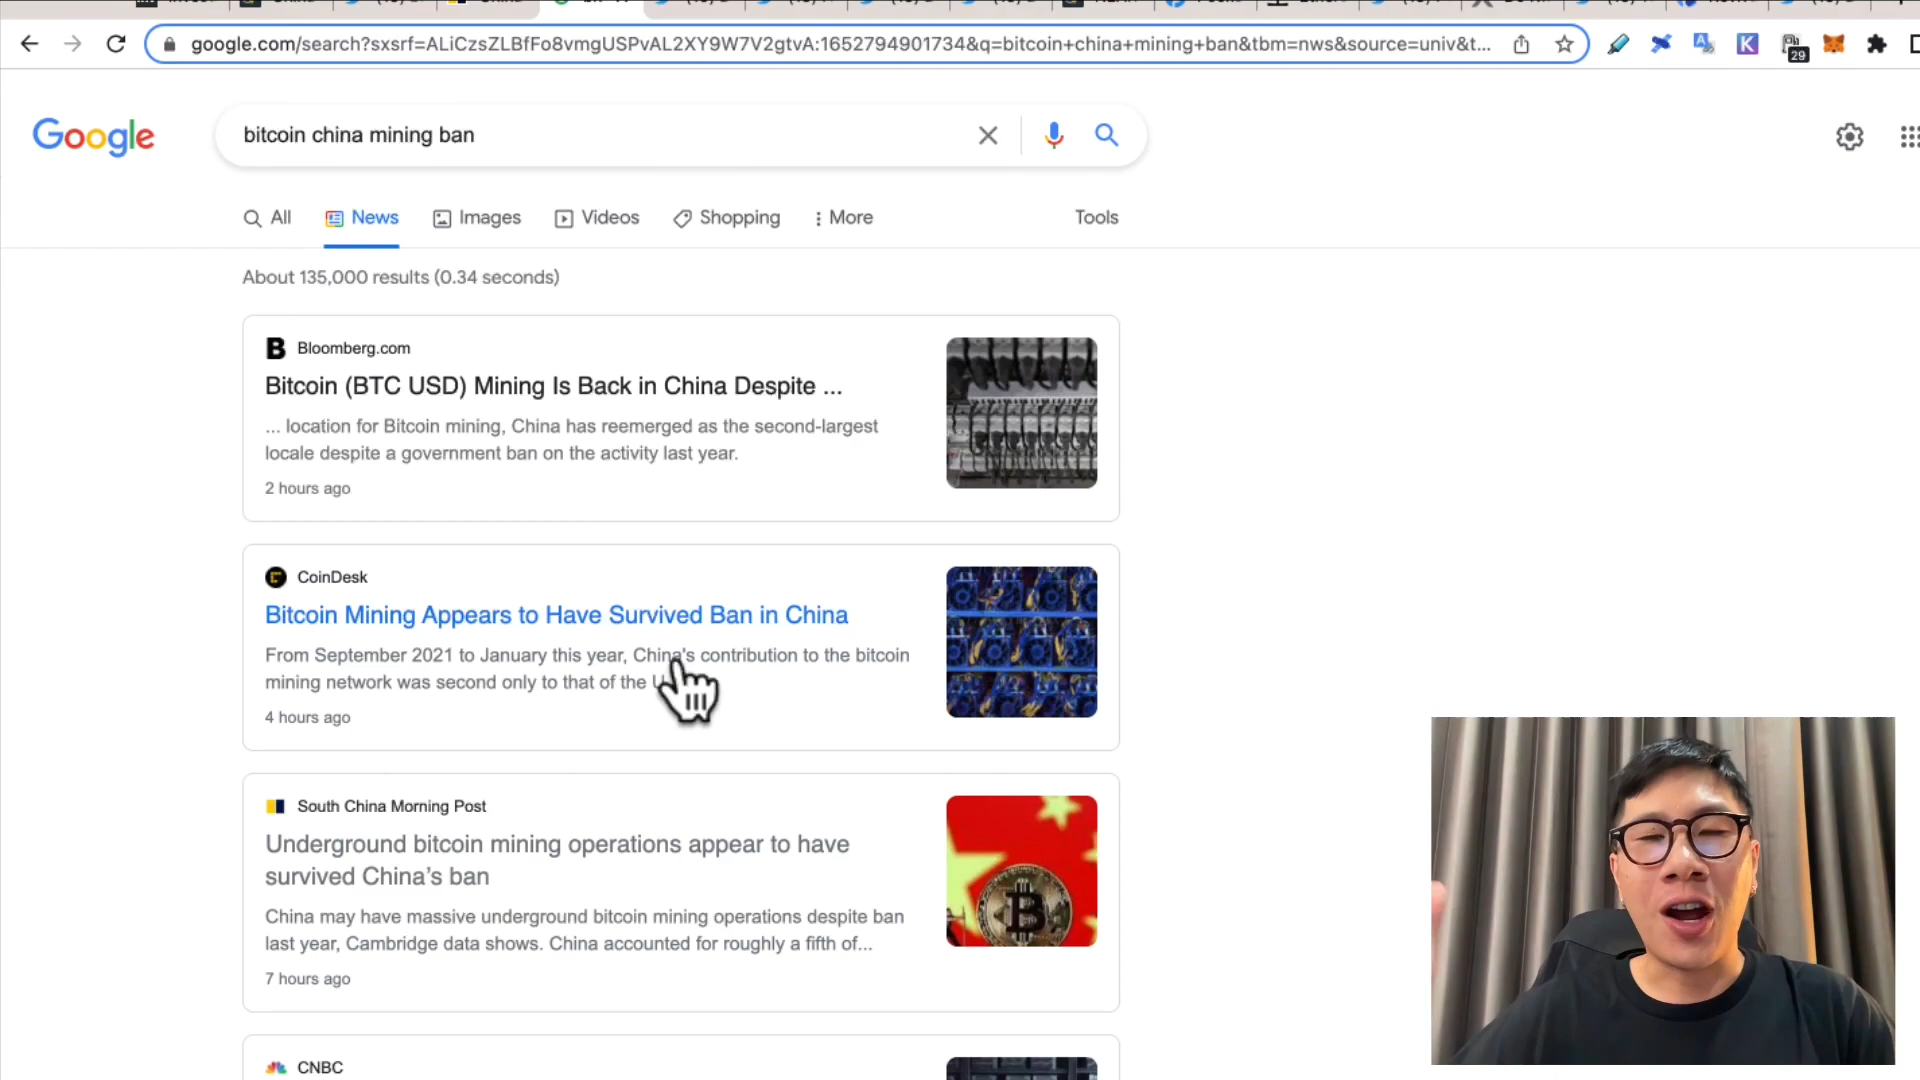 google.com/search?sxsrf=ALiCzsZLBfFo8vmgUSPvAL2XY9W7V2gtvA:1652794901734&q=bitcoin+china+mining+ban&tbm=nws&source=univ&t...
29
Google
bitcoin china mining ban
All
News
Images
Videos
Shopping
More
Tools
About 135,000 results (0.34 seconds)
Bloomberg.com
Bitcoin (BTC USD) Mining Is Back in China Despite ...
... location for Bitcoin mining, China has reemerged as the second-largest
locale despite a government ban on the activity last year.
2 hours ago
CoinDesk
Bitcoin Mining Appears to Have Survived Ban in China
From September 2021 to January this year, China's contribution to the bitcoin
mining network was second only to that of the
4 hours ago
South China Morning Post
Underground bitcoin mining operations appear to have
survived China's ban
China may have massive underground bitcoin mining operations despite ban
last year, Cambridge data shows. China accounted for roughly a fifth of...
7 hours ago
CNBC